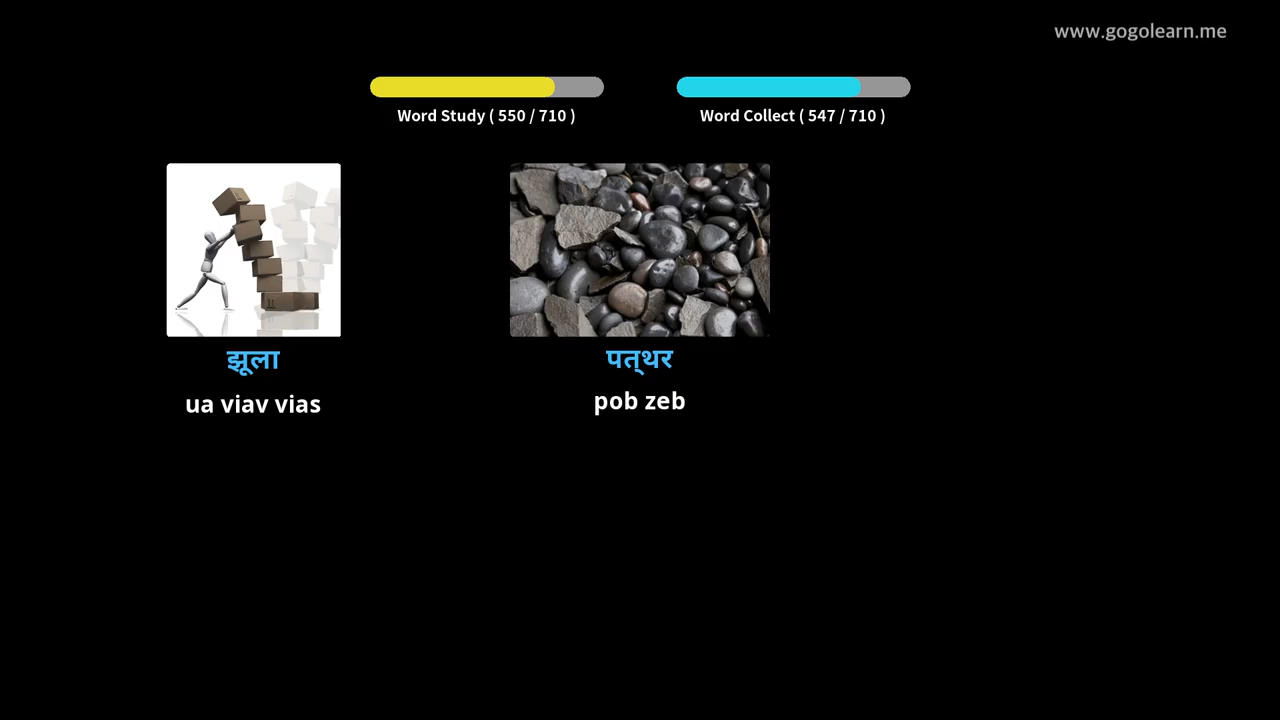 www.gogolearn.me
Word Study ( 550 / 710 )
Word Collect ( 547 / 710 )
झूला
पत्थर
ua viav vias
pob zeb